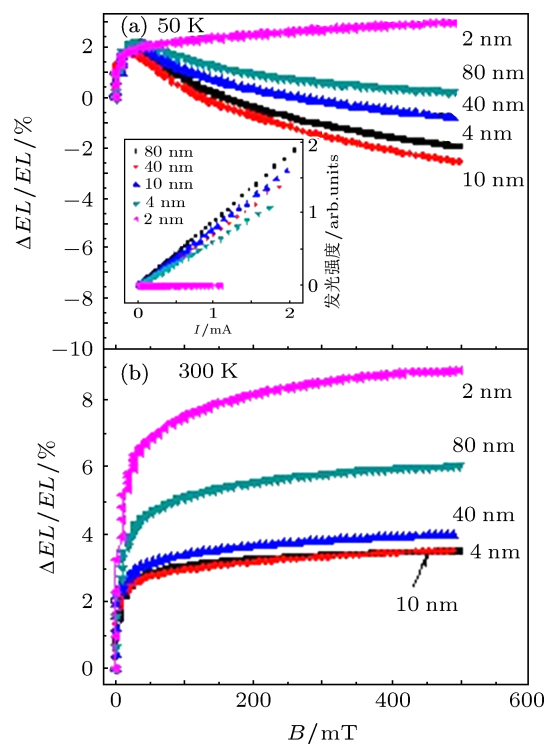 (a) 50 K
2
0
−2
−4
−6
−8
−10
ΔEL/EL/%
2 nm
80 nm
40 nm
4 nm
10 nm
80 nm
40 nm
10 nm
4 nm
2 nm
2
1
0
发光强度/arb.units
0 1 2
I/mA
(b) 300 K
8
6
4
2
0
ΔEL/EL/%
2 nm
80 nm
40 nm
4 nm
10 nm
0 200 400 600
B/mT